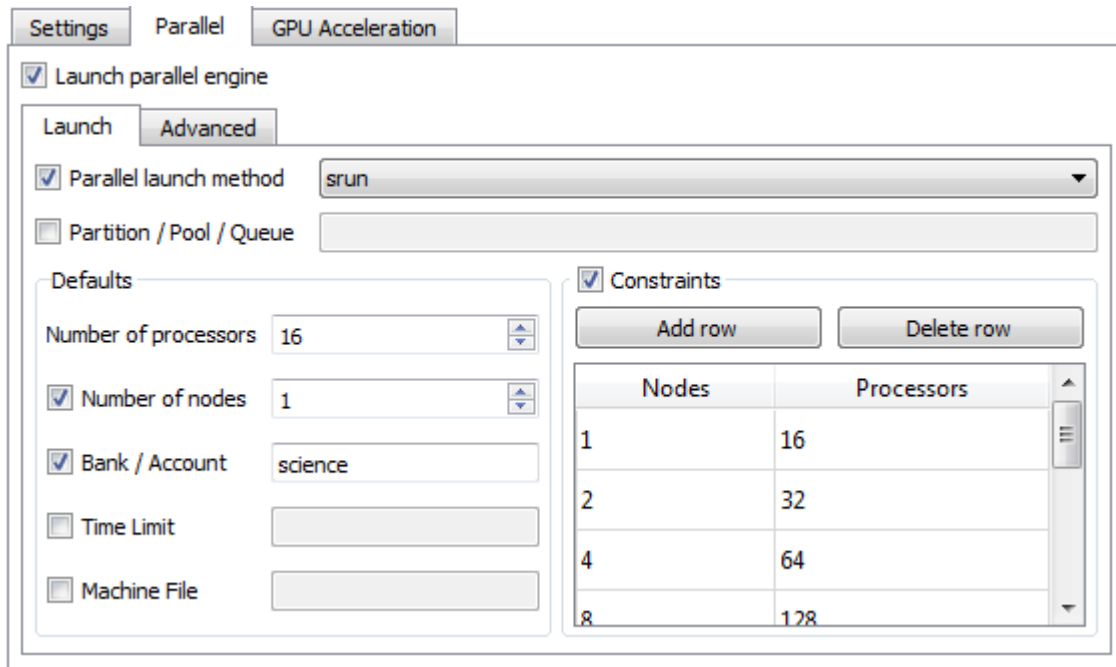 Settings Parallel GPU Acceleration
Launch parallel engine
Launch Advanced
Parallel launch method srun
Partition / Pool / Queue
Defaults
Number of processors 16
Number of nodes 1
Bank / Account science
Time Limit
Machine File
Constraints
Add row Delete row
Nodes Processors
1 16
2 32
4 64
8 128